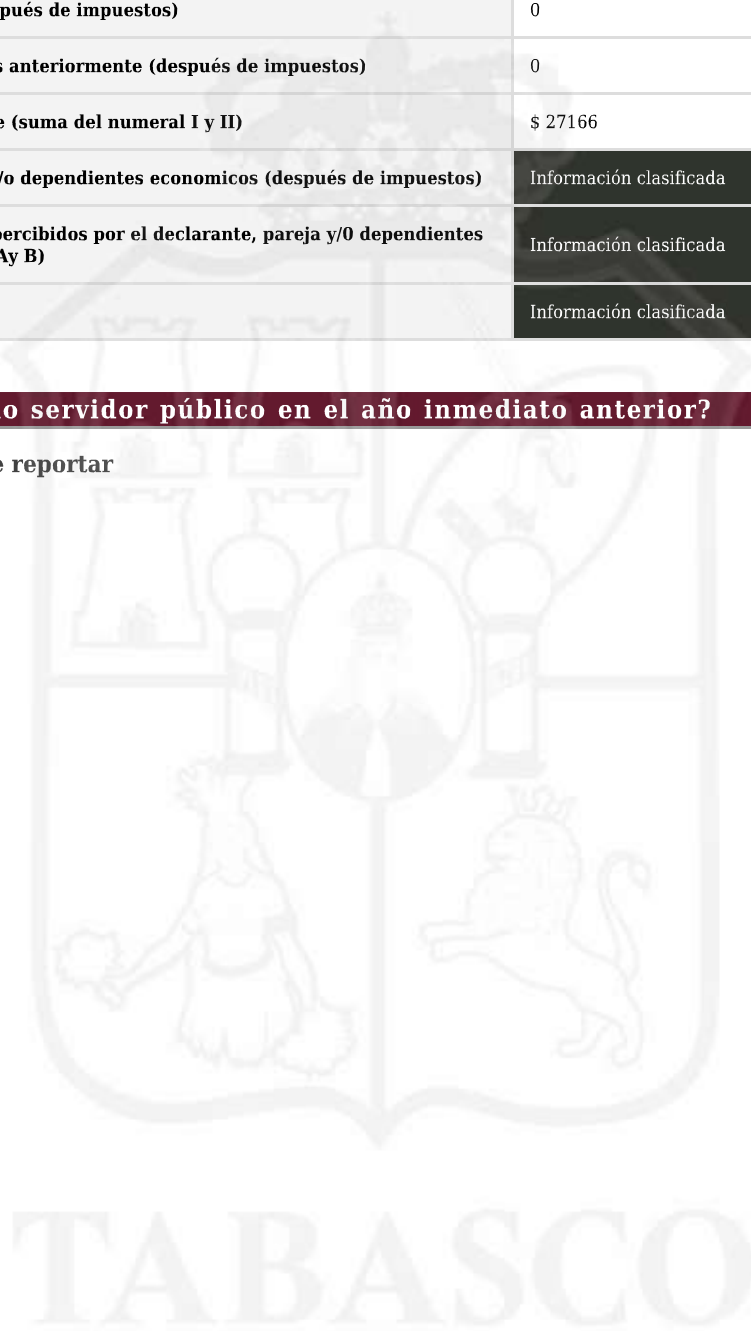 pués de impuestos)
0
s anteriormente (después de impuestos)
0
e (suma del numeral I y II)
$ 27166
/o dependientes economicos (después de impuestos)
Información clasificada
percibidos por el declarante, pareja y/0 dependientes
Ay B)
Información clasificada
Información clasificada
o servidor público en el año inmediato anterior?
e reportar
TABASCO